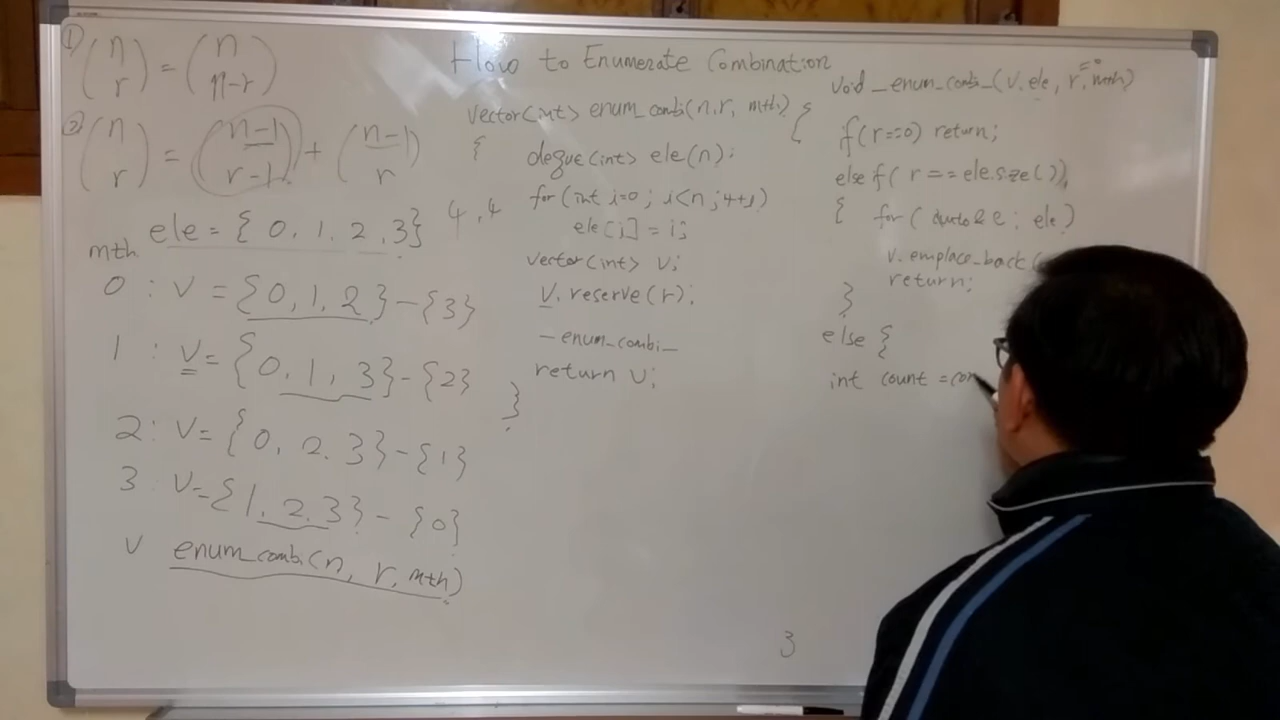 How to Enumerate Combination
① (n r) = (n n-r)
② (n r) = (n-1 r-1) + (n-1 r)
ele = { 0, 1, 2, 3} 4, 4
mth
0 : v = {0, 1, 2} - {3}
1 : v = {0, 1, 3} - {2}
2 : v = {0, 2, 3} - {1}
3 : v = {1, 2, 3} - {0}
v enum_combi(n, r, mth)
vector<int> enum_combi(n, r, mth)
{
deque<int> ele(n);
for (int i=0; i<n; ++i)
ele[i] = i;
vector<int> v;
v.reserve(r);
_enum_combi_
return v;
}
void _enum_combi_(v, ele, r, mth)
=0
{
if(r==0) return;
else if( r == ele.size())
{ for( auto& e: ele)
v.emplace_back(
return;
}
else {
int count = com
3